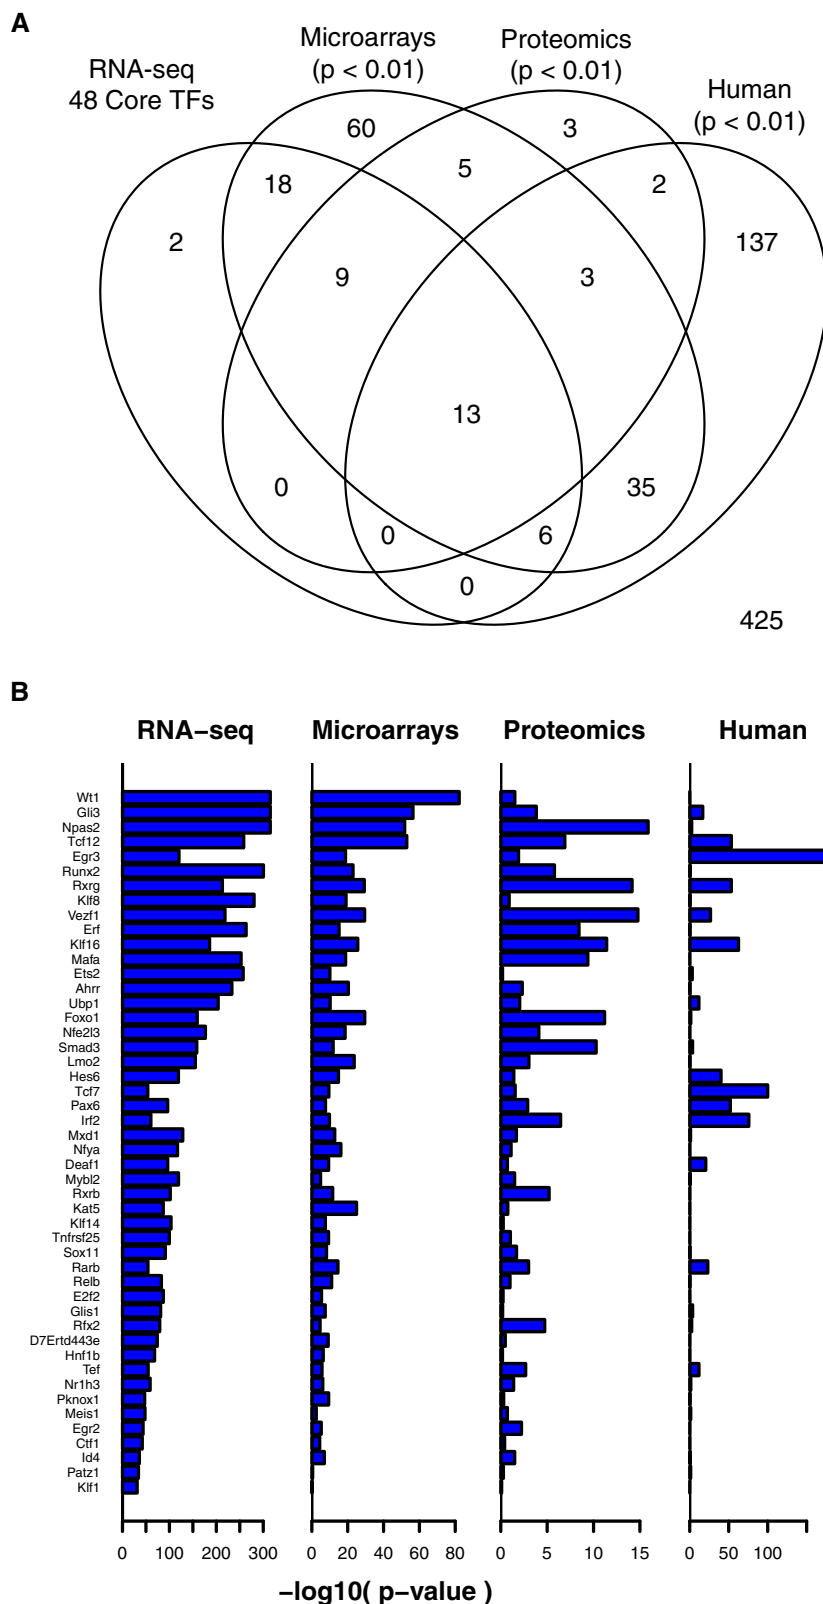 A
RNA-seq
48 Core TFs
Microarrays
(p < 0.01)
Proteomics
(p < 0.01)
Human
(p < 0.01)
60
3
18
5
2
2
9
3
137
13
0
35
0
6
0
425
B
RNA−seq
Microarrays
Proteomics
Human
Wt1
Gli3
Npas2
Tcf12
Egr3
Runx2
Rxrg
Klf8
Vezf1
Erf
Klf16
Mafa
Ets2
Ahrr
Ubp1
Foxo1
Nfe2l3
Smad3
Lmo2
Hes6
Tcf7
Pax6
Irf2
Mxd1
Nfya
Deaf1
Mybl2
Rxrb
Kat5
Klf14
Tnfrsf25
Sox11
Rarb
Relb
E2f2
Glis1
Rfx2
D7Ertd443e
Hnf1b
Tef
Nr1h3
Pknox1
Meis1
Egr2
Ctf1
Id4
Patz1
Klf1
0 100 200 300
0 20 40 60 80
0 5 10 15
0 50 100
−log10( p−value )